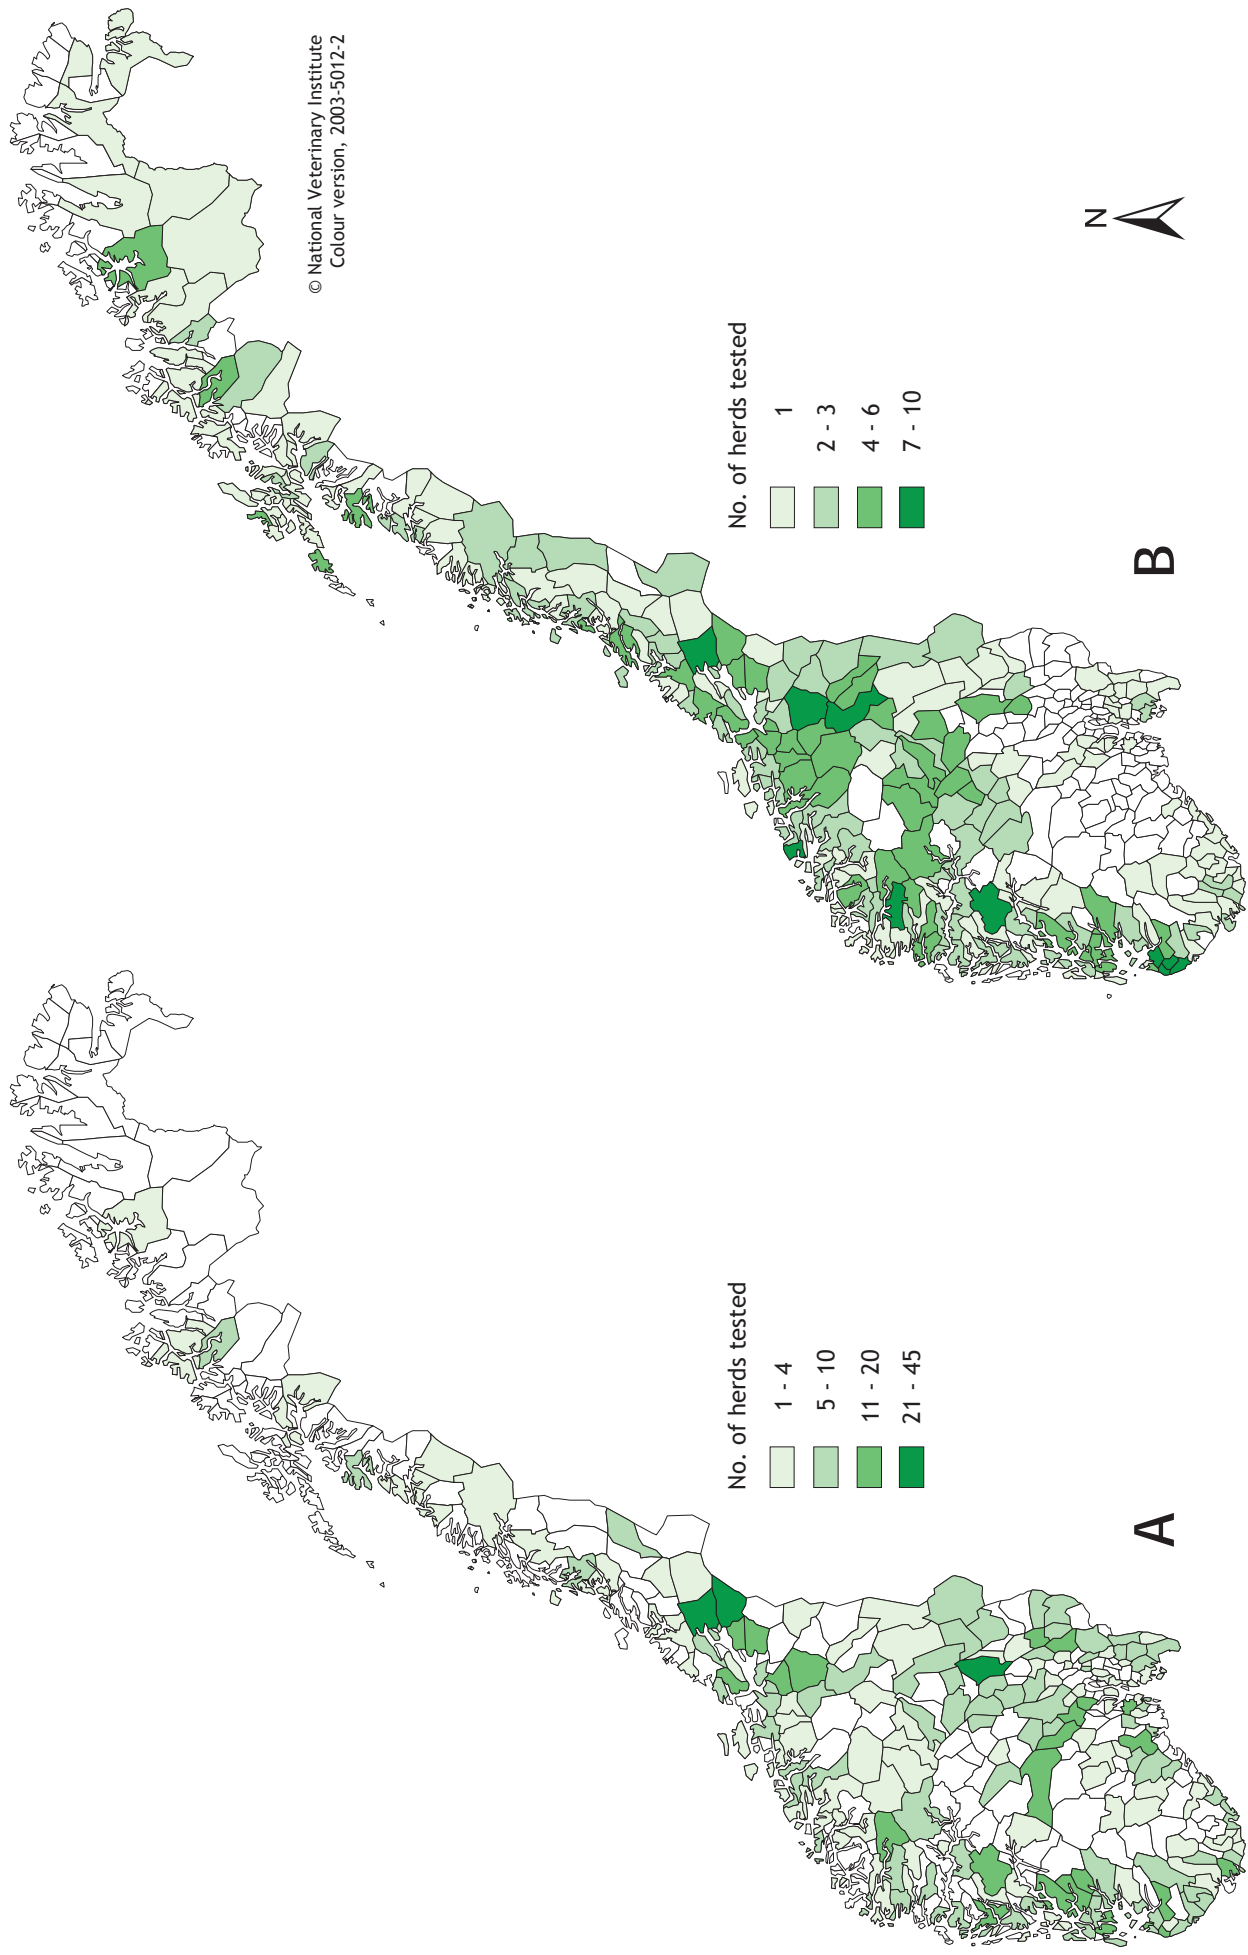 © National Veterinary Institute
Colour version, 2003-5012-2
N
No. of herds tested
1
2 - 3
4 - 6
7 - 10
B
No. of herds tested
1 - 4
5 - 10
11 - 20
21 - 45
A